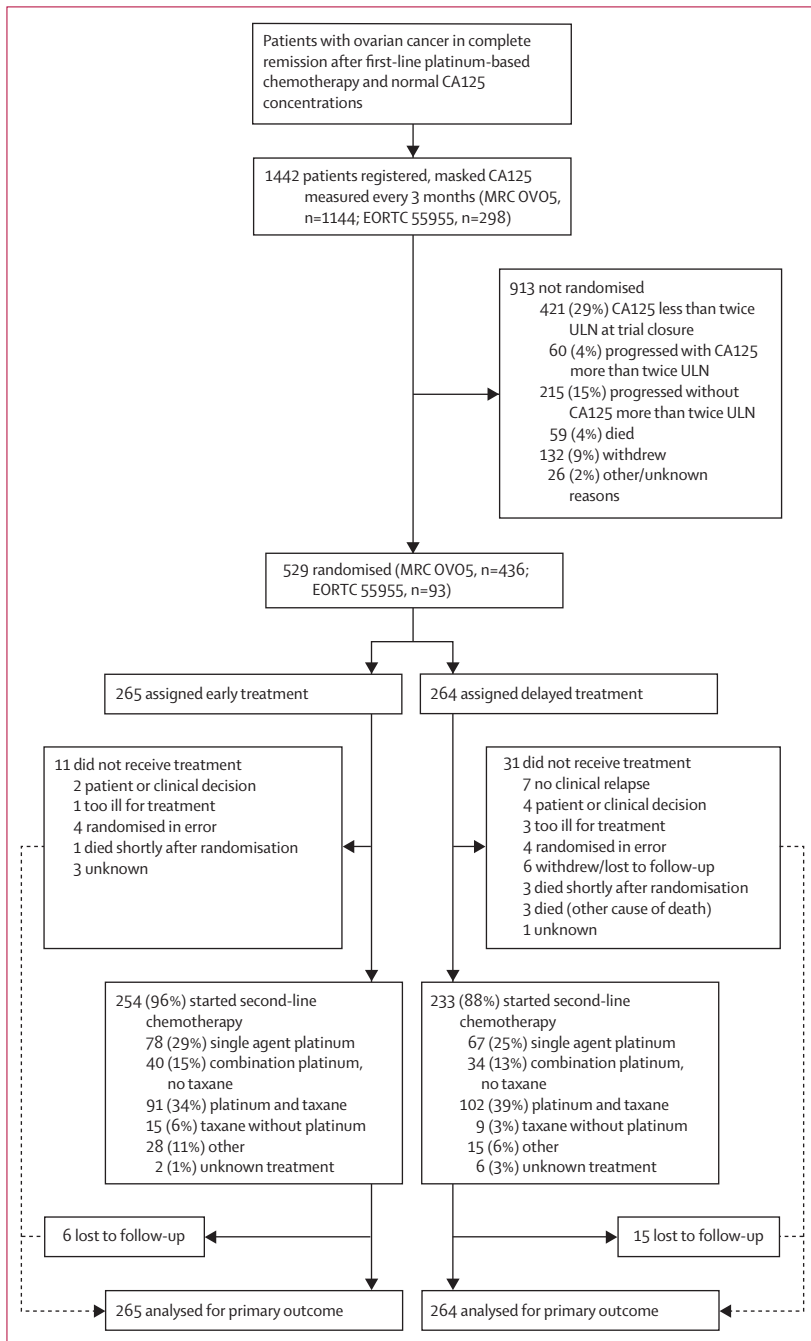 Patients with ovarian cancer in complete
remission after first-line platinum-based
chemotherapy and normal CA125
concentrations
1442 patients registered, masked CA125
measured every 3 months (MRC OVO5,
n=1144; EORTC 55955, n=298)
913 not randomised
421 (29%) CA125 less than twice
ULN at trial closure
60 (4%) progressed with CA125
more than twice ULN
215 (15%) progressed without
CA125 more than twice ULN
59 (4%) died
132 (9%) withdrew
26 (2%) other/unknown
reasons
529 randomised (MRC OVO5, n=436;
EORTC 55955, n=93)
265 assigned early treatment
264 assigned delayed treatment
11 did not receive treatment
2 patient or clinical decision
1 too ill for treatment
4 randomised in error
1 died shortly after randomisation
3 unknown
31 did not receive treatment
7 no clinical relapse
4 patient or clinical decision
3 too ill for treatment
4 randomised in error
6 withdrew/lost to follow-up
3 died shortly after randomisation
3 died (other cause of death)
1 unknown
254 (96%) started second-line
chemotherapy
78 (29%) single agent platinum
40 (15%) combination platinum,
no taxane
91 (34%) platinum and taxane
15 (6%) taxane without platinum
28 (11%) other
2 (1%) unknown treatment
233 (88%) started second-line
chemotherapy
67 (25%) single agent platinum
34 (13%) combination platinum,
no taxane
102 (39%) platinum and taxane
9 (3%) taxane without platinum
15 (6%) other
6 (3%) unknown treatment
6 lost to follow-up
15 lost to follow-up
265 analysed for primary outcome
264 analysed for primary outcome